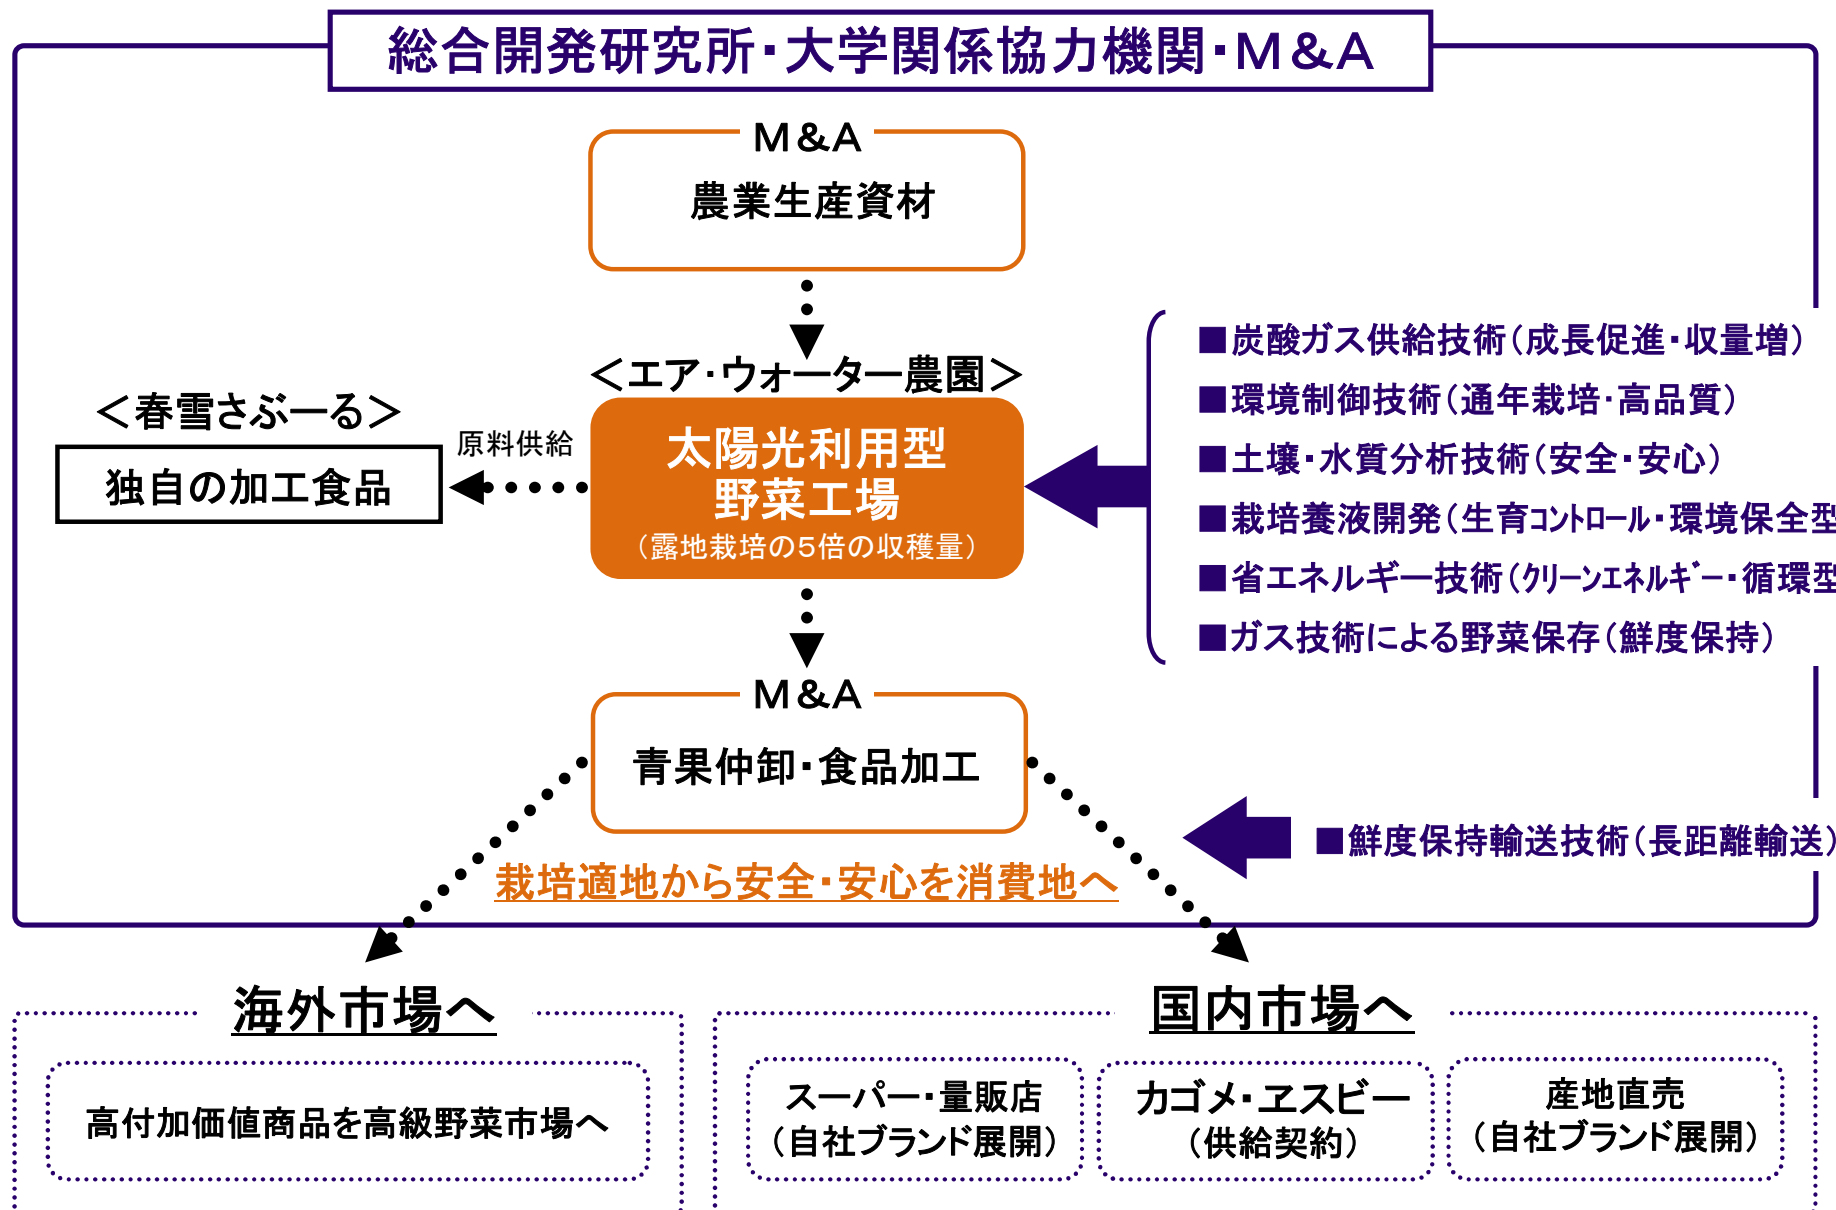 総合開発研究所・大学関係協力機関・M＆A
M＆A
農業生産資材
＜エア・ウォーター農園＞
太陽光利用型
野菜工場
（露地栽培の5倍の収穫量）
＜春雪さぶーる＞
原料供給
独自の加工食品
■炭酸ガス供給技術（成長促進・収量増）
■環境制御技術（通年栽培・高品質）
■土壌・水質分析技術（安全・安心）
■栽培養液開発（生育ｺﾝﾄﾛｰﾙ・環境保全型
■省エネルギー技術（ｸﾘｰﾝｴﾈﾙｷﾞｰ・循環型
■ガス技術による野菜保存（鮮度保持）
M＆A
青果仲卸・食品加工
■鮮度保持輸送技術（長距離輸送）
栽培適地から安全・安心を消費地へ
海外市場へ
高付加価値商品を高級野菜市場へ
国内市場へ
スーパー・量販店
（自社ブランド展開）
カゴメ・ヱスビー
（供給契約）
産地直売
（自社ブランド展開）